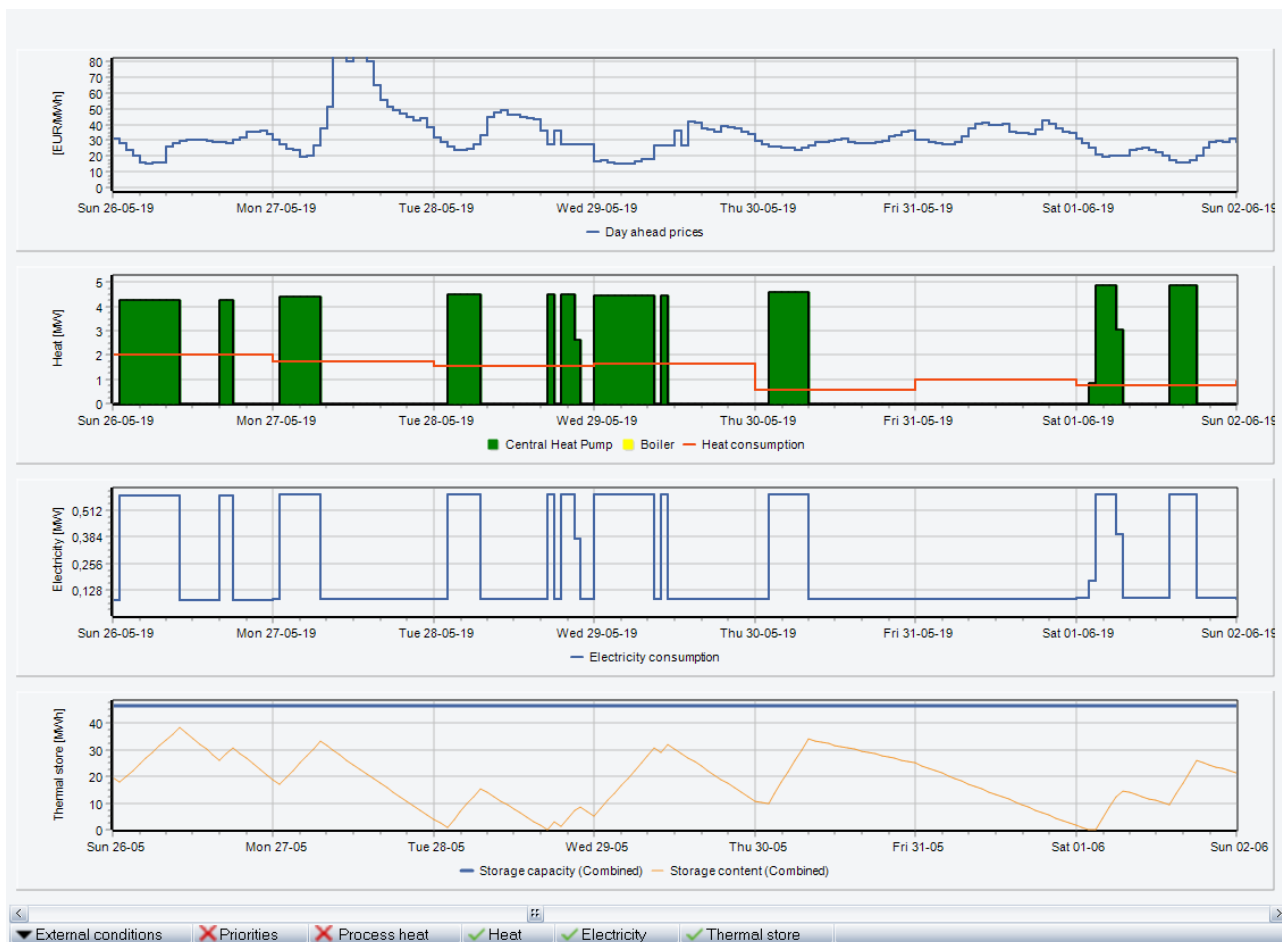 80
70
60
50
40
30
20
10
0
[EUR/MWh]
Sun 26-05-19 Mon 27-05-19 Tue 28-05-19 Wed 29-05-19 Thu 30-05-19 Fri 31-05-19 Sat 01-06-19 Sun 02-06-19
Day ahead prices
5
4
3
2
1
0
Heat [MW]
Sun 26-05-19 Mon 27-05-19 Tue 28-05-19 Wed 29-05-19 Thu 30-05-19 Fri 31-05-19 Sat 01-06-19 Sun 02-06-19
Central Heat Pump Boiler Heat consumption
0,512
0,384
0,256
0,128
Electricity [MW]
Sun 26-05-19 Mon 27-05-19 Tue 28-05-19 Wed 29-05-19 Thu 30-05-19 Fri 31-05-19 Sat 01-06-19 Sun 02-06-19
Electricity consumption
40
30
20
10
0
Thermal store [MWh]
Sun 26-05 Mon 27-05 Tue 28-05 Wed 29-05 Thu 30-05 Fri 31-05 Sat 01-06 Sun 02-06
Storage capacity (Combined) Storage content (Combined)
External conditions Priorities Process heat Heat Electricity Thermal store